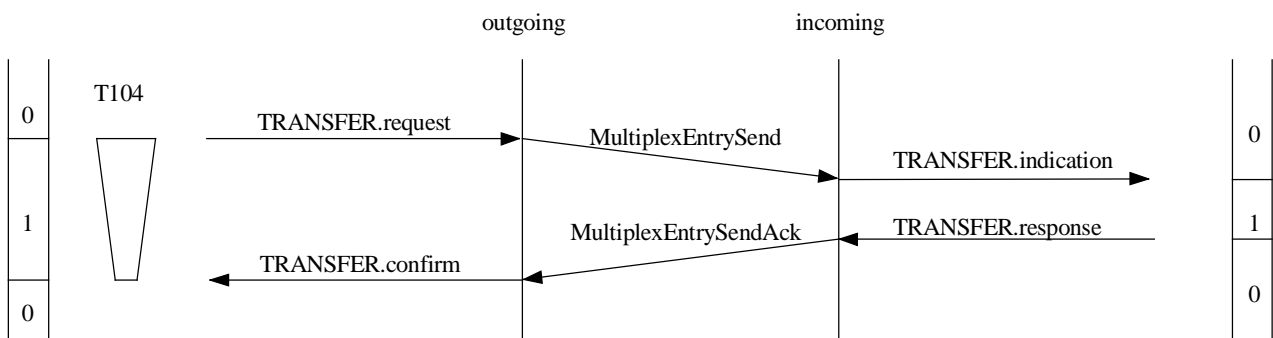 outgoing
incoming
T104
0
TRANSFER.request
MultiplexEntrySend
0
TRANSFER.indication
1
MultiplexEntrySendAck
TRANSFER.response
1
TRANSFER.confirm
0
0